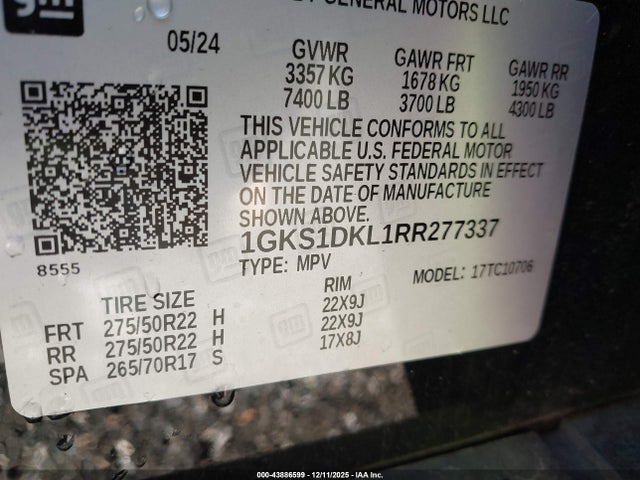 gm
GENERAL MOTORS LLC
05/24
GVWR GAWR FRT GAWR RR
3357 KG 1678 KG 1950 KG
7400 LB 3700 LB 4300 LB
THIS VEHICLE CONFORMS TO ALL
APPLICABLE U.S. FEDERAL MOTOR
VEHICLE SAFETY STANDARDS IN EFFECT
ON THE DATE OF MANUFACTURE
SHOWN ABOVE.
1GKS1DKL1RR277337
8555
TYPE: MPV MODEL: 17TC10706
TIRE SIZE RIM
FRT 275/50R22 H 22X9J
RR 275/50R22 H 22X9J
SPA 265/70R17 S 17X8J
00-43886599 - 12/11/2025 - IAA Inc.